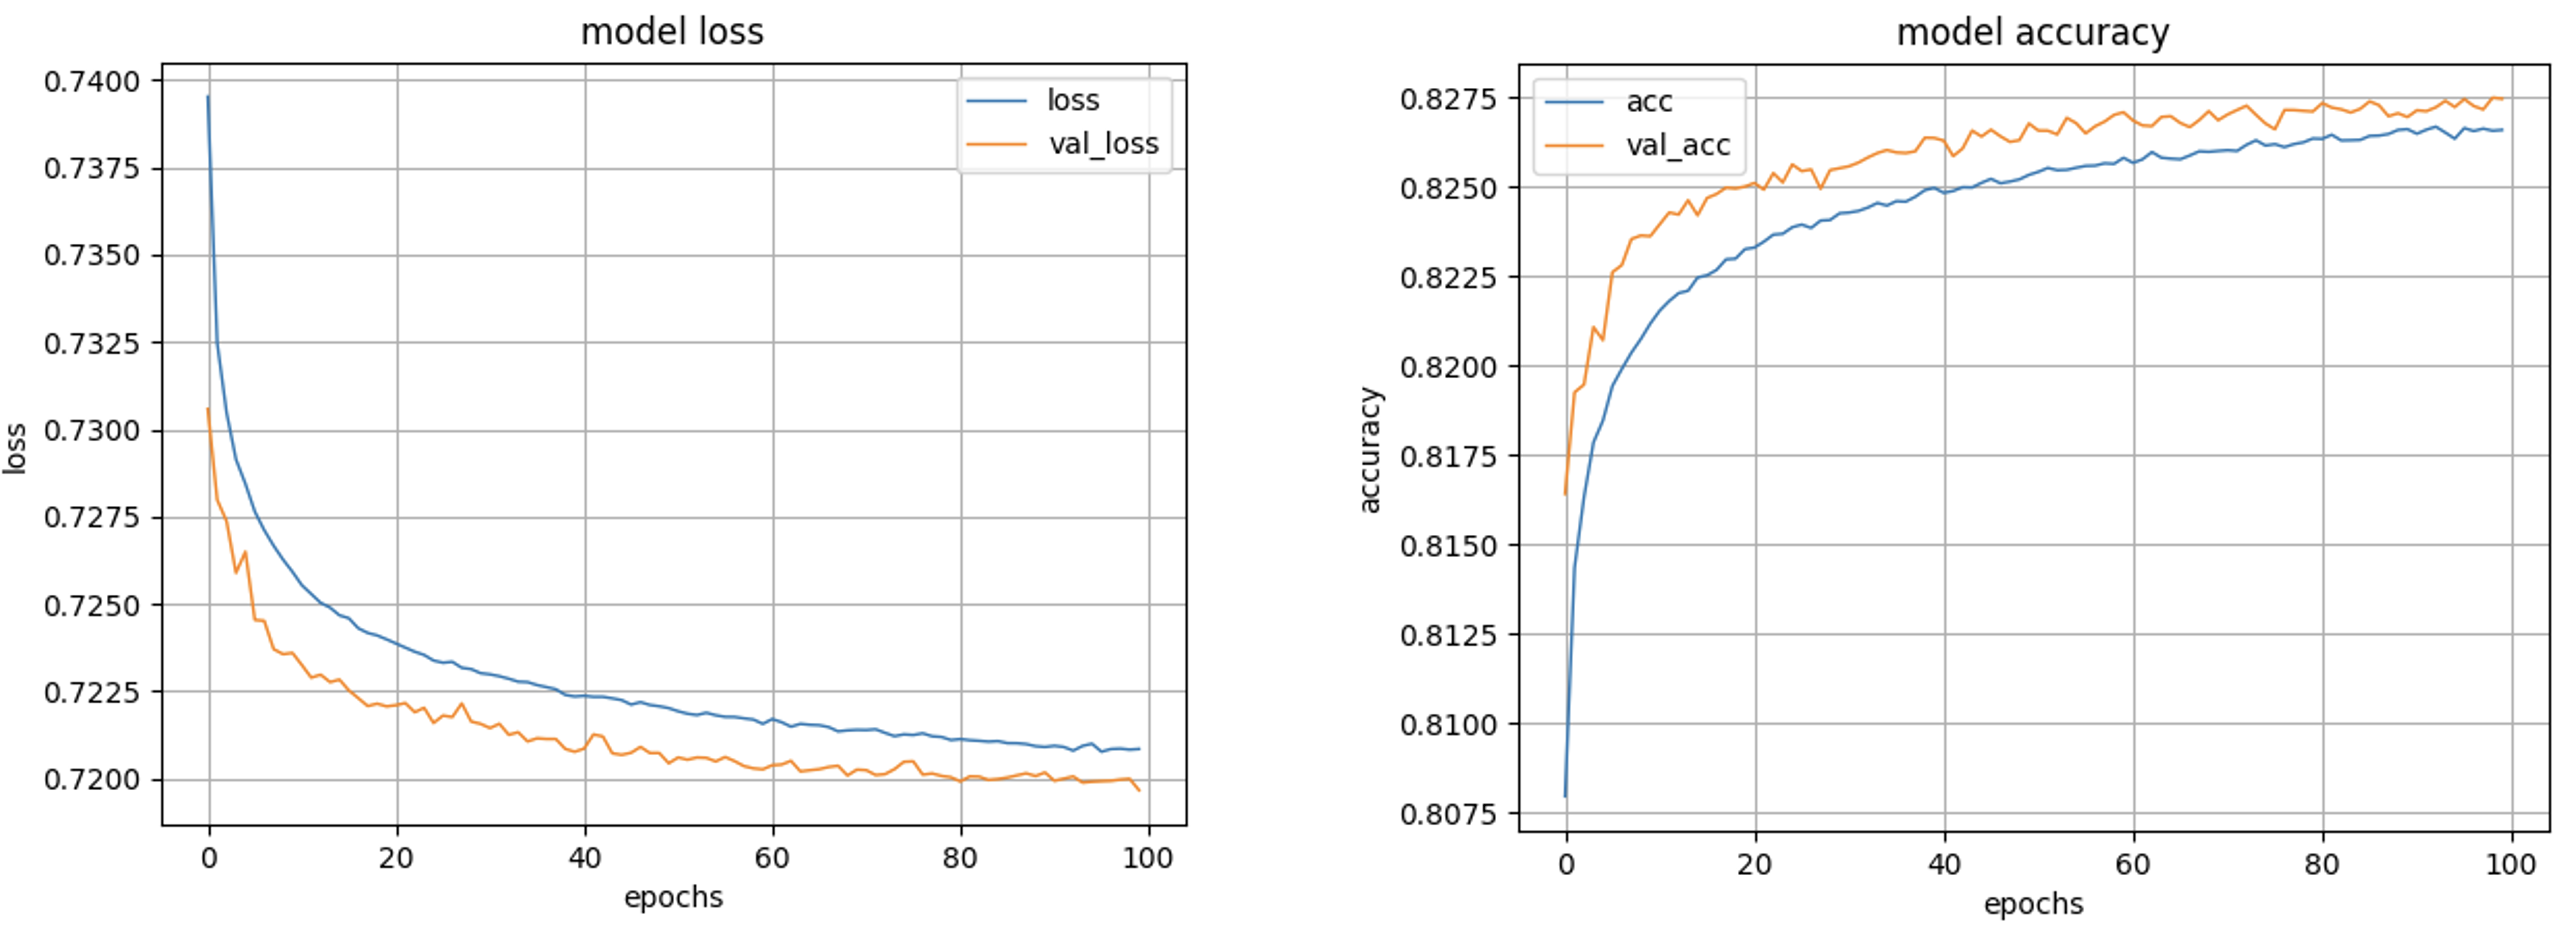 model loss
0.7400
0.7375
0.7350
0.7325
0.7300
0.7275
0.7250
0.7225
0.7200
loss
loss
val_loss
0 20 40 60 80 100
epochs
model accuracy
0.8275
0.8250
0.8225
0.8200
0.8175
0.8150
0.8125
0.8100
0.8075
accuracy
acc
val_acc
0 20 40 60 80 100
epochs